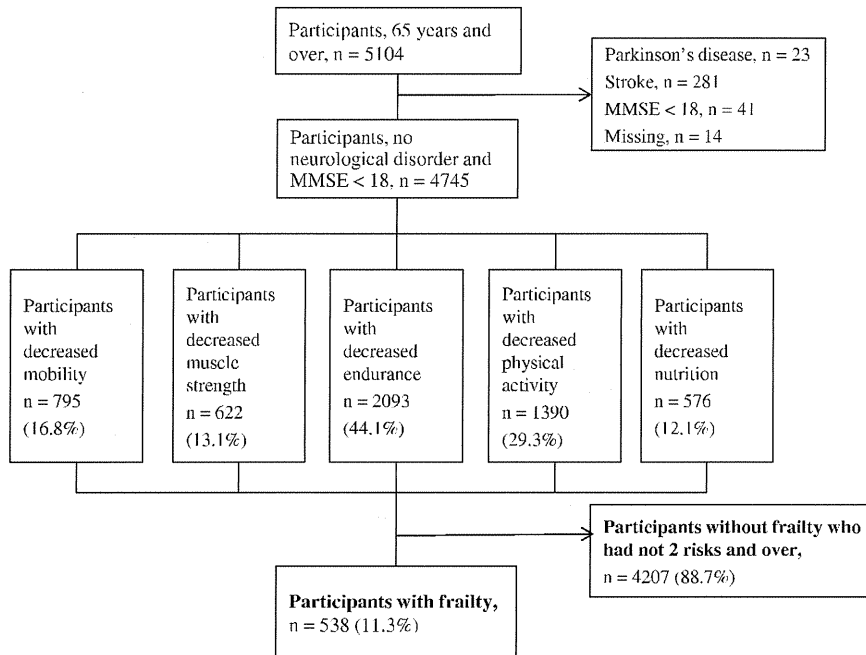 Participants, 65 years and
over, n = 5104
Parkinson's disease, n = 23
Stroke, n = 281
MMSE < 18, n = 41
Missing, n = 14
Participants, no
neurological disorder and
MMSE < 18, n = 4745
Participants
with
decreased
mobility
n = 795
(16.8%)
Participants
with
decreased
muscle
strength
n = 622
(13.1%)
Participants
with
decreased
endurance
n = 2093
(44.1%)
Participants
with
decreased
physical
activity
n = 1390
(29.3%)
Participants
with
decreased
nutrition
n = 576
(12.1%)
Participants without frailty who
had not 2 risks and over,
n = 4207 (88.7%)
Participants with frailty,
n = 538 (11.3%)